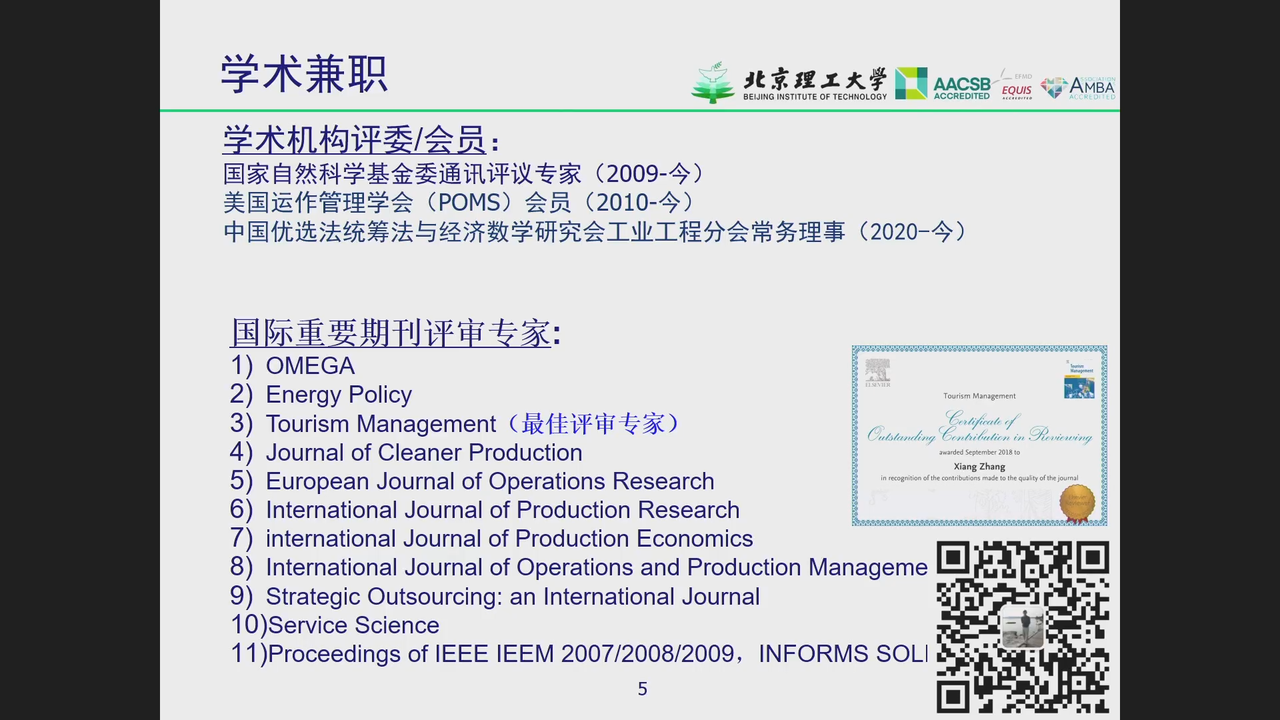 学术兼职
北京理工大学
BEIJING INSTITUTE OF TECHNOLOGY
AACSB
ACCREDITED
EFMD
EQUIS
ACCREDITED
ASSOCIATION
AMBA
ACCREDITED
学术机构评委/会员：
国家自然科学基金委通讯评议专家（2009-今）
美国运作管理学会（POMS）会员（2010-今）
中国优选法统筹法与经济数学研究会工业工程分会常务理事（2020-今）
国际重要期刊评审专家:
1) OMEGA
2) Energy Policy
3) Tourism Management（最佳评审专家）
4) Journal of Cleaner Production
5) European Journal of Operations Research
6) International Journal of Production Research
7) international Journal of Production Economics
8) International Journal of Operations and Production Manageme
9) Strategic Outsourcing: an International Journal
10)Service Science
11)Proceedings of IEEE IEEM 2007/2008/2009，INFORMS SOLI
ELSEVIER
Tourism Management
Tourism Management
Certificate of
Outstanding Contribution in Reviewing
awarded September 2018 to
Xiang Zhang
in recognition of the contributions made to the quality of the journal
5